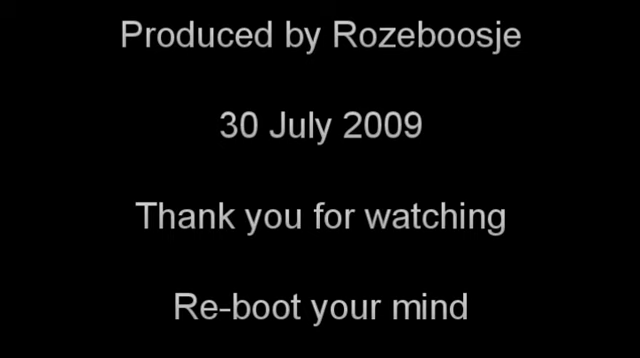 Produced by Rozeboosje
30 July 2009
Thank you for watching
Re-boot your mind